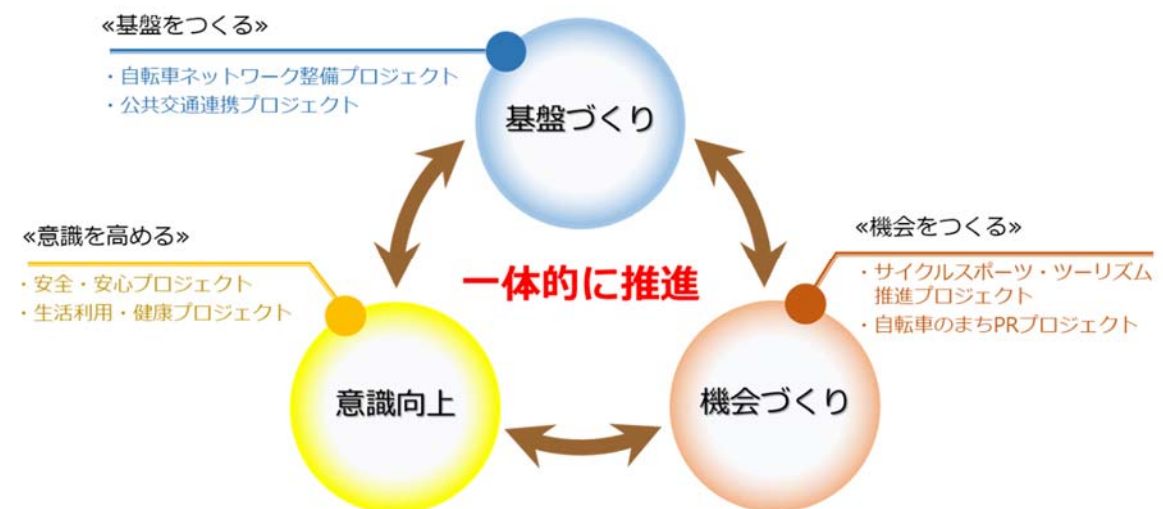 «基盤をつくる»
・自転車ネットワーク整備プロジェクト
・公共交通連携プロジェクト
基盤づくり
«意識を高める»
・安全・安心プロジェクト
・生活利用・健康プロジェクト
«機会をつくる»
・サイクルスポーツ・ツーリズム
推進プロジェクト
・自転車のまちPRプロジェクト
一体的に推進
意識向上
機会づくり